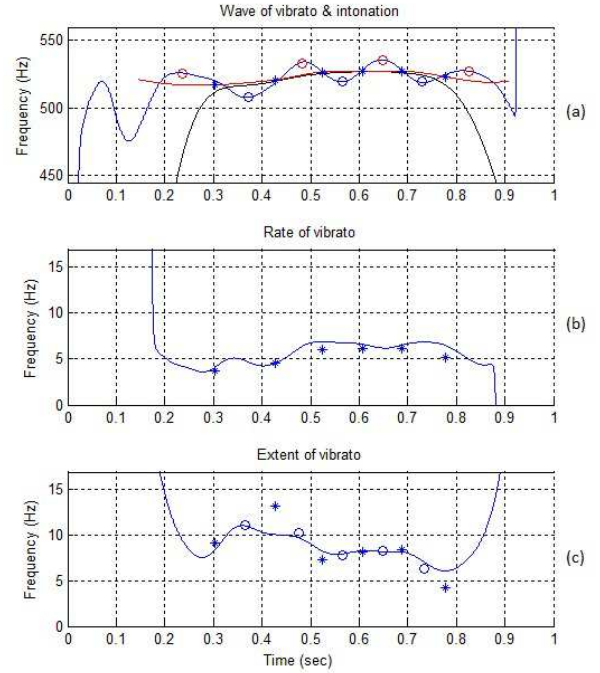 Wave of vibrato & intonation
550
500
450
Frequency (Hz)
0 0.1 0.2 0.3 0.4 0.5 0.6 0.7 0.8 0.9 1
(a)
Rate of vibrato
15
10
5
0
Frequency (Hz)
0 0.1 0.2 0.3 0.4 0.5 0.6 0.7 0.8 0.9 1
(b)
Extent of vibrato
15
10
5
0
Frequency (Hz)
0 0.1 0.2 0.3 0.4 0.5 0.6 0.7 0.8 0.9 1
Time (sec)
(c)